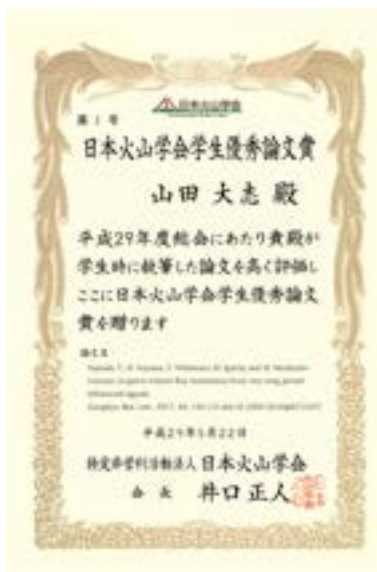 日本火山学会
第1号
日本火山学会学生優秀論文賞
山田 大志 殿
平成29年度総会にあたり貴殿が
学生時に執筆した論文を高く評価し
ここに日本火山学会学生優秀論文
賞を贈ります
論文名
平成29年5月22日
特定非営利活動法人 日本火山学会
会長 井口正人